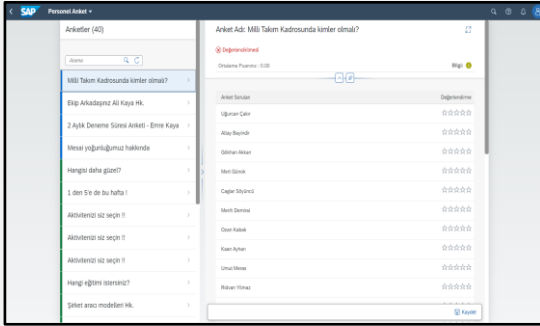 SAP Personel Anket
Anketler (40)
Arama
Milli Takım Kadrosunda kimler olmalı?
Ekip Arkadaşınız Ali Kaya Hk.
2 Aylık Deneme Süresi Anketi - Emre Kaya
Mesai yoğunluğumuz hakkında
Hangisi daha güzel?
1 den 5'e de bu hafta !
Aktivitenizi siz seçin !!
Aktivitenizi siz seçin !!
Aktivitenizi siz seçin !!
Hangi eğitimi istersiniz?
Şirket aracı modelleri Hk.
Anket Adı: Milli Takım Kadrosunda kimler olmalı?
Değerlendirilmedi
Ortalama Puanınız : 0.00
Bilgi:
Anket Soruları
Değerlendirme
Uğurcan Çakır
Altay Bayındır
Gökhan Akkan
Mert Günok
Çağlar Söyüncü
Merih Demiral
Ozan Kabak
Kaan Ayhan
Umut Meraş
Rıdvan Yılmaz
Kaydet